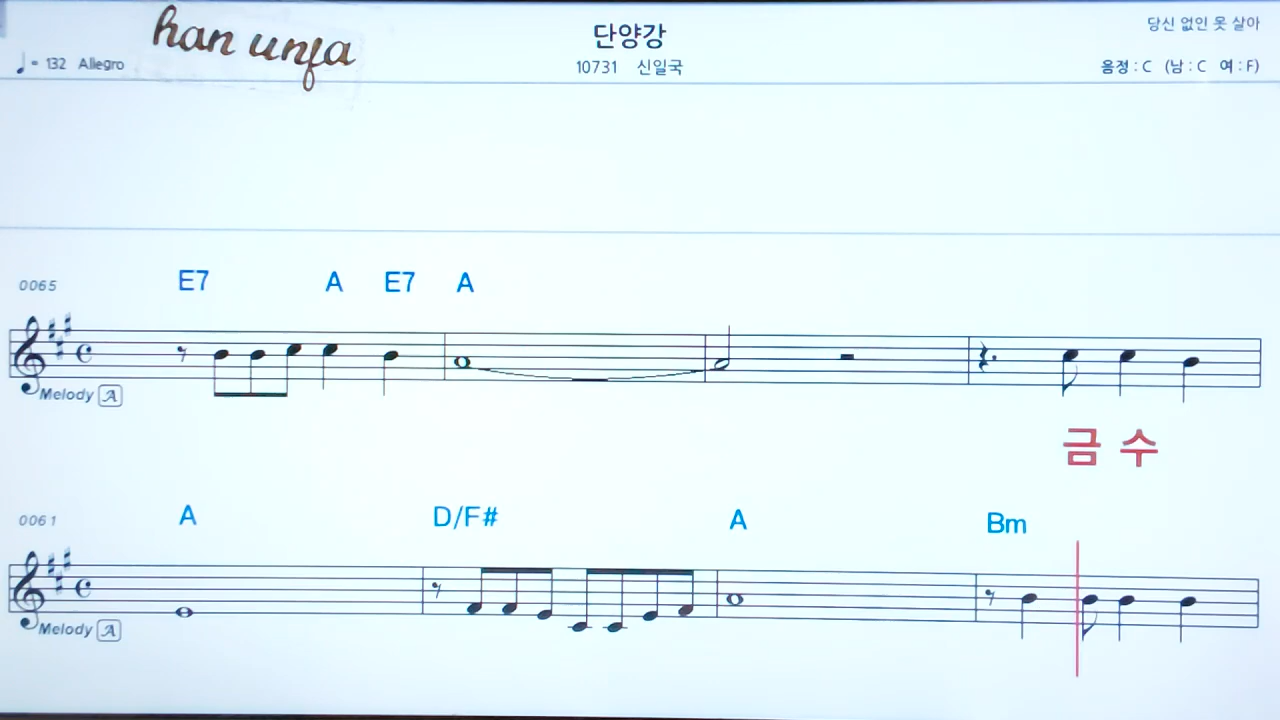 han unfa
단양강
당신 없인 못 살아
♩= 132 Allegro
10731 신일국
음정 : C (남 : C 여 : F)
0065
E7 A E7 A
Melody A
금 수
0061
A D/F# A Bm
Melody A